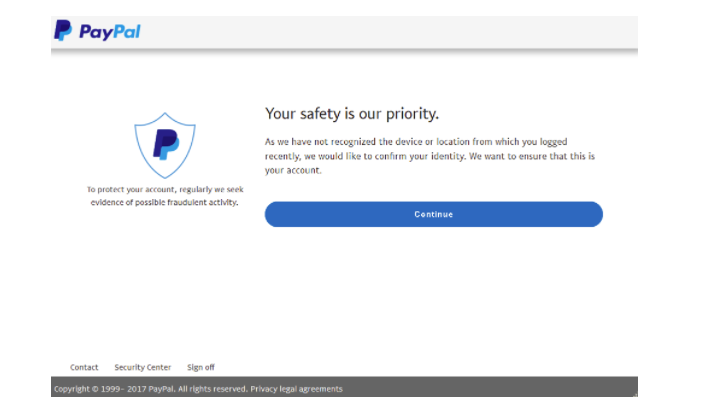 PayPal
Your safety is our priority.
As we have not recognized the device or location from which you logged
recently, we would like to confirm your identity. We want to ensure that this is
your account.
To protect your account, regularly we seek
evidence of possible fraudulent activity.
Continue
Contact Security Center Sign off
Copyright © 1999– 2017 PayPal. All rights reserved. Privacy legal agreements